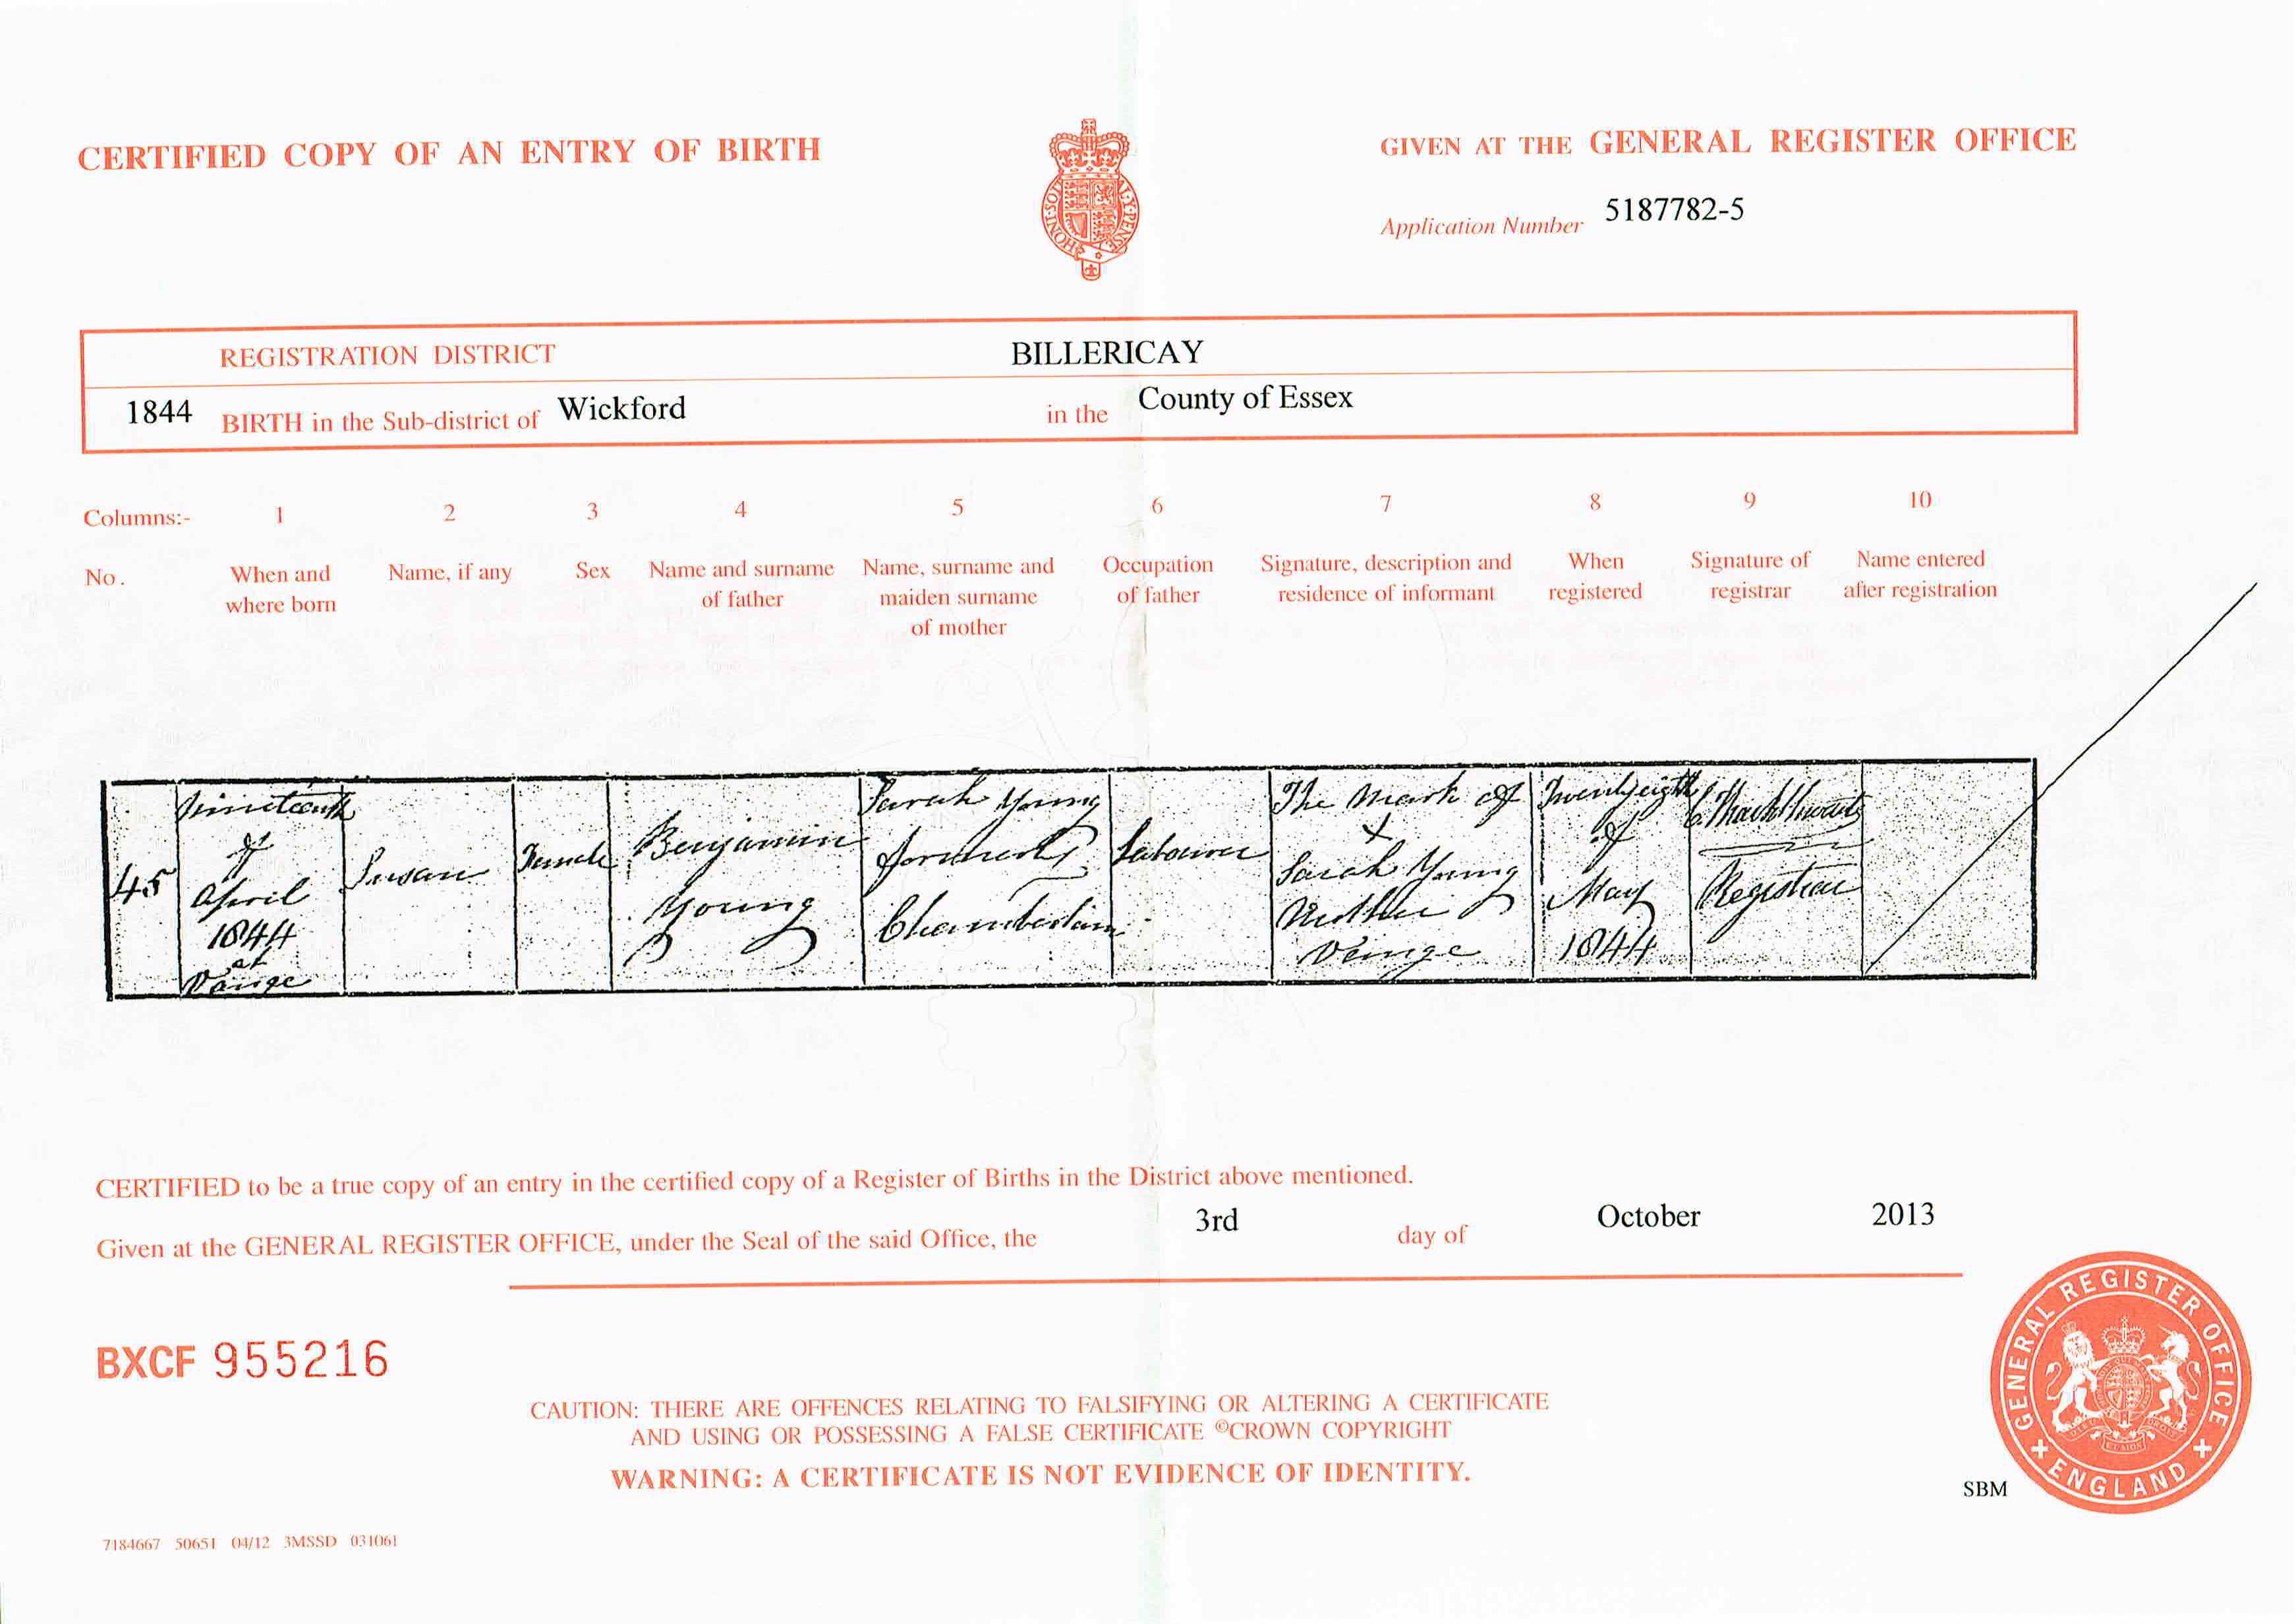 CERTIFIED COPY OF AN ENTRY OF BIRTH
GIVEN AT THE GENERAL REGISTER OFFICE
HONI·SOIT
AL·Y·PENSE
Application Number 5187782-5
REGISTRATION DISTRICT BILLERICAY
1844 BIRTH in the Sub-district of Wickford in the County of Essex
Columns:- 1 2 3 4 5 6 7 8 9 10
No.
When and
where born
Name, if any
Sex
Name and surname
of father
Name, surname and
maiden surname
of mother
Occupation
of father
Signature, description and
residence of informant
When
registered
Signature of
registrar
Name entered
after registration
45
Nineteenth
of
April
1844
at
Vange
Susan
Female
Benjamin
Young
Sarah Young
formerly
Chamberlain
Labourer
The Mark of
X
Sarah Young
Mother
Vange
Twentyeigth
of
May
1844
Registrar
CERTIFIED to be a true copy of an entry in the certified copy of a Register of Births in the District above mentioned.
Given at the GENERAL REGISTER OFFICE, under the Seal of the said Office, the 3rd day of October 2013
BXCF 955216
CAUTION: THERE ARE OFFENCES RELATING TO FALSIFYING OR ALTERING A CERTIFICATE
AND USING OR POSSESSING A FALSE CERTIFICATE ©CROWN COPYRIGHT
WARNING: A CERTIFICATE IS NOT EVIDENCE OF IDENTITY.
SBM
GENERAL REGISTER OFFICE
ENGLAND
7184667 50651 04/12 3MSSD 031061